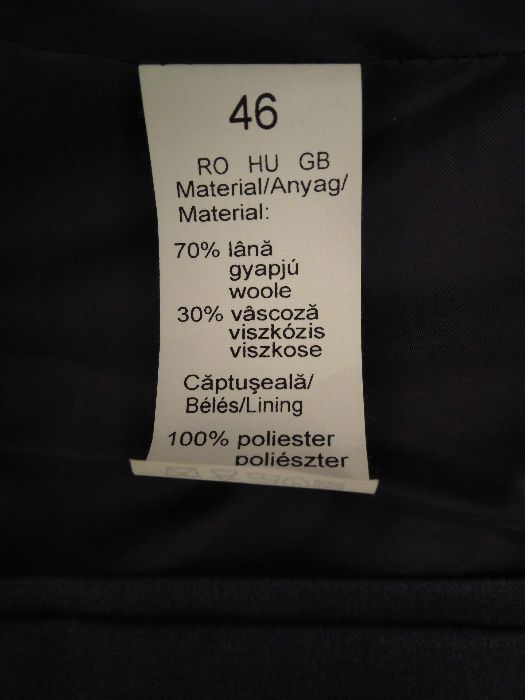 46
RO HU GB
Material/Anyag/
Material:
70% lână
gyapjú
woole
30% vâscoză
viszkózis
viszkose
Căptuşeală/
Bélés/Lining
100% poliester
poliészter